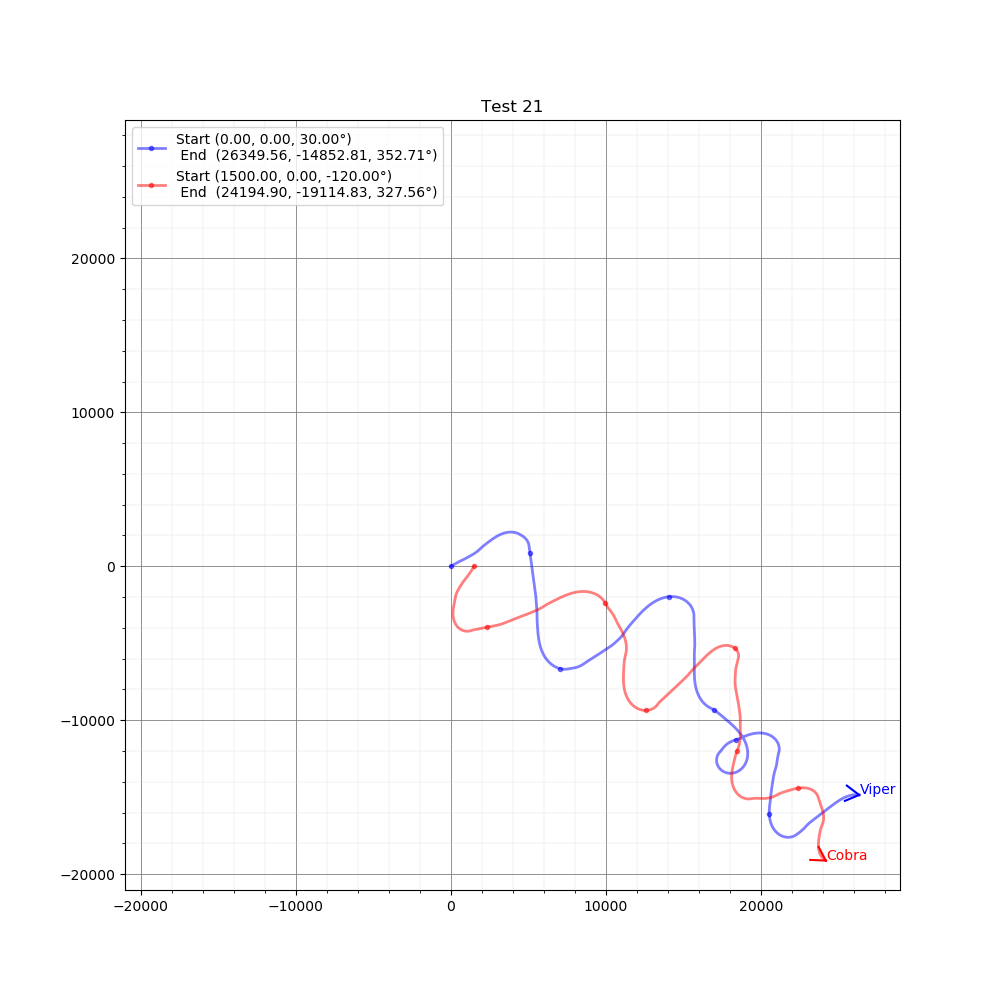 Test 21
Start (0.00, 0.00, 30.00°)
End (26349.56, -14852.81, 352.71°)
Start (1500.00, 0.00, -120.00°)
End (24194.90, -19114.83, 327.56°)
20000
10000
0
−10000
−20000
Viper
Cobra
−20000 −10000 0 10000 20000